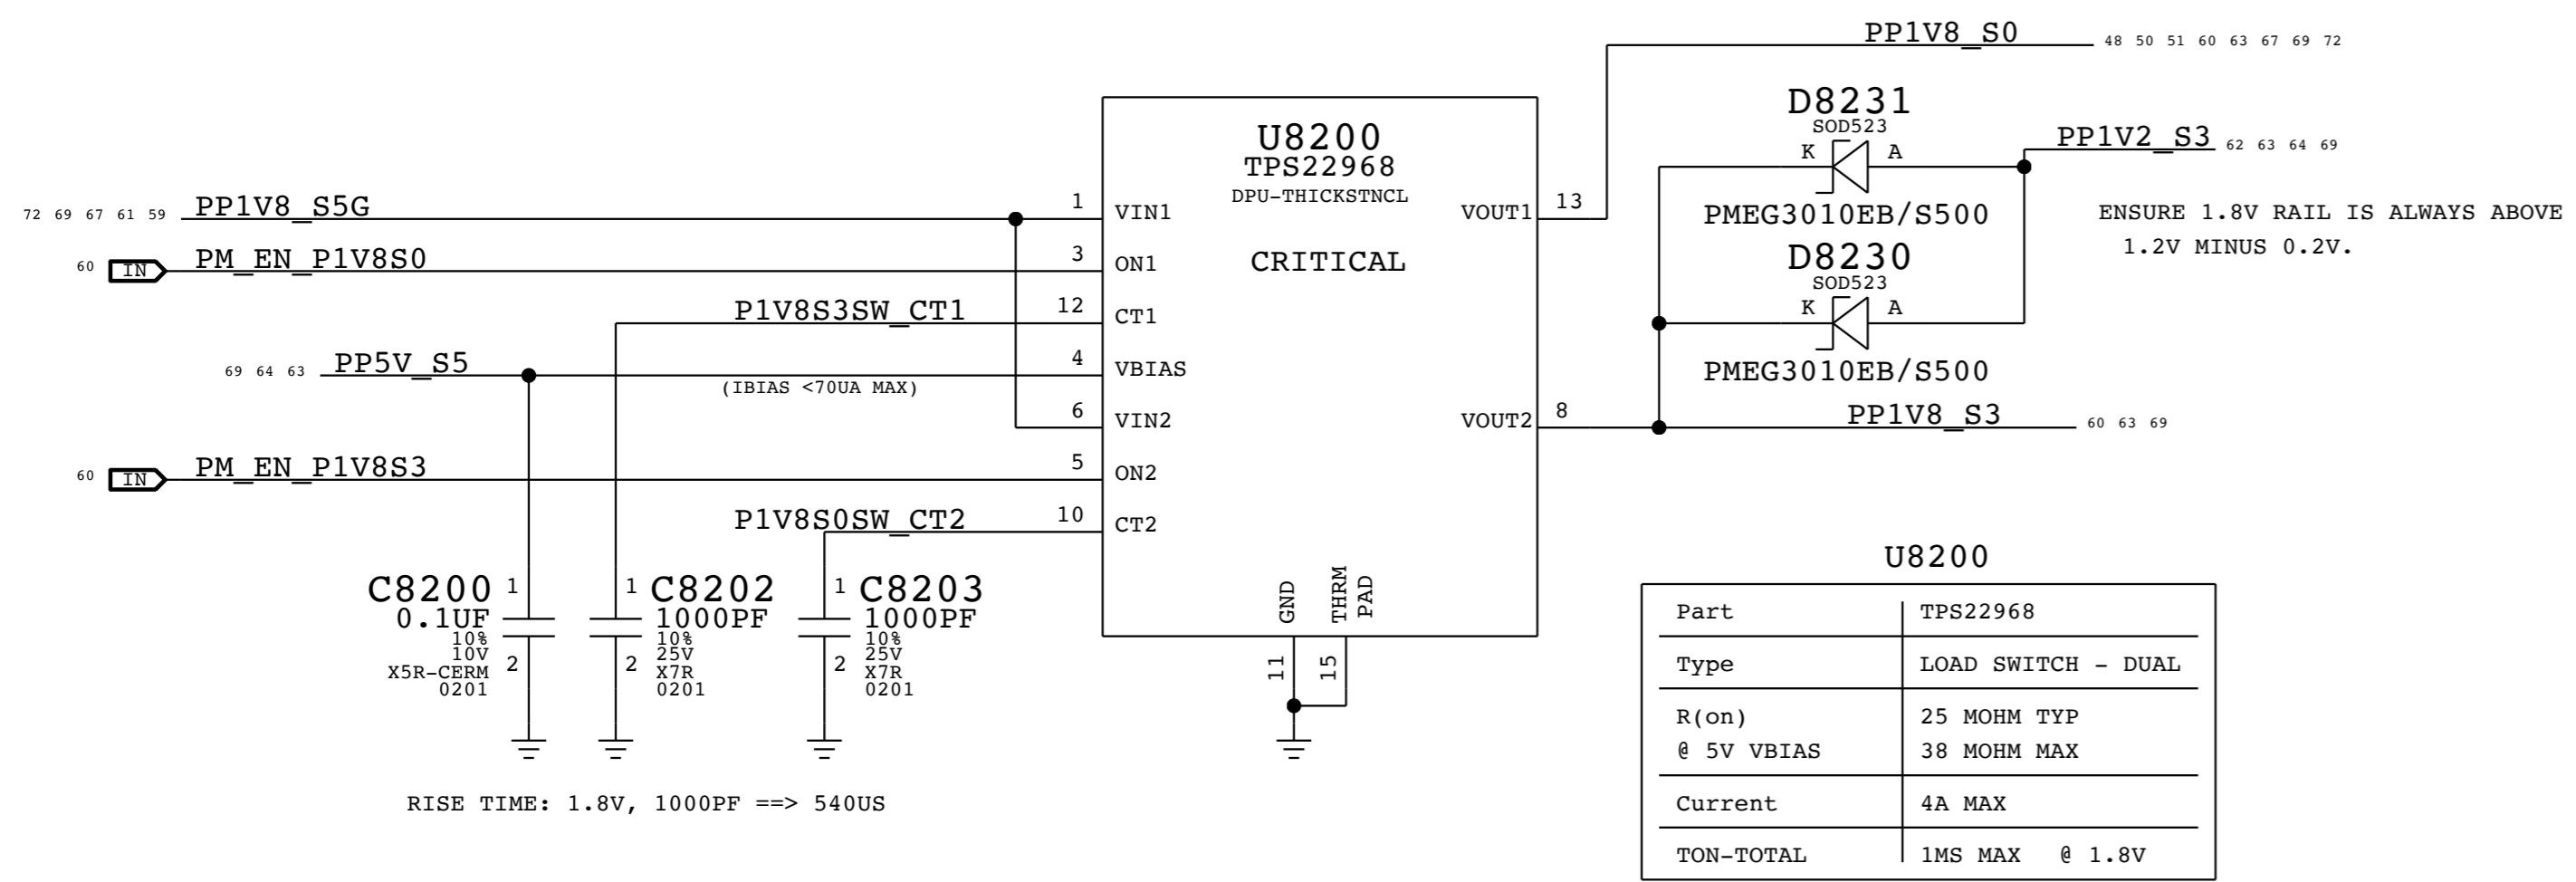 PP1V8_S0 48 50 51 60 63 67 69 72
D8231
SOD523
K A
PMEG3010EB/S500
PP1V2_S3 62 63 64 69
ENSURE 1.8V RAIL IS ALWAYS ABOVE
1.2V MINUS 0.2V.
D8230
SOD523
K A
PMEG3010EB/S500
PP1V8_S3 60 63 69
U8200
TPS22968
DPU-THICKSTNCL
CRITICAL
72 69 67 61 59 PP1V8_S5G 1 VIN1
VOUT1 13
60 IN PM_EN_P1V8S0 3 ON1
P1V8S3SW_CT1 12 CT1
69 64 63 PP5V_S5 4 VBIAS
(IBIAS <70UA MAX)
6 VIN2
VOUT2 8
60 IN PM_EN_P1V8S3 5 ON2
P1V8S0SW_CT2 10 CT2
GND
THRM
PAD
11
15
C8200 1
0.1UF
10%
10V
X5R-CERM 2
0201
1 C8202
1000PF
10%
25V
2 X7R
0201
1 C8203
1000PF
10%
25V
2 X7R
0201
RISE TIME: 1.8V, 1000PF ==> 540US
U8200
Part TPS22968
Type LOAD SWITCH - DUAL
R(on) 25 MOHM TYP
@ 5V VBIAS 38 MOHM MAX
Current 4A MAX
TON-TOTAL 1MS MAX @ 1.8V